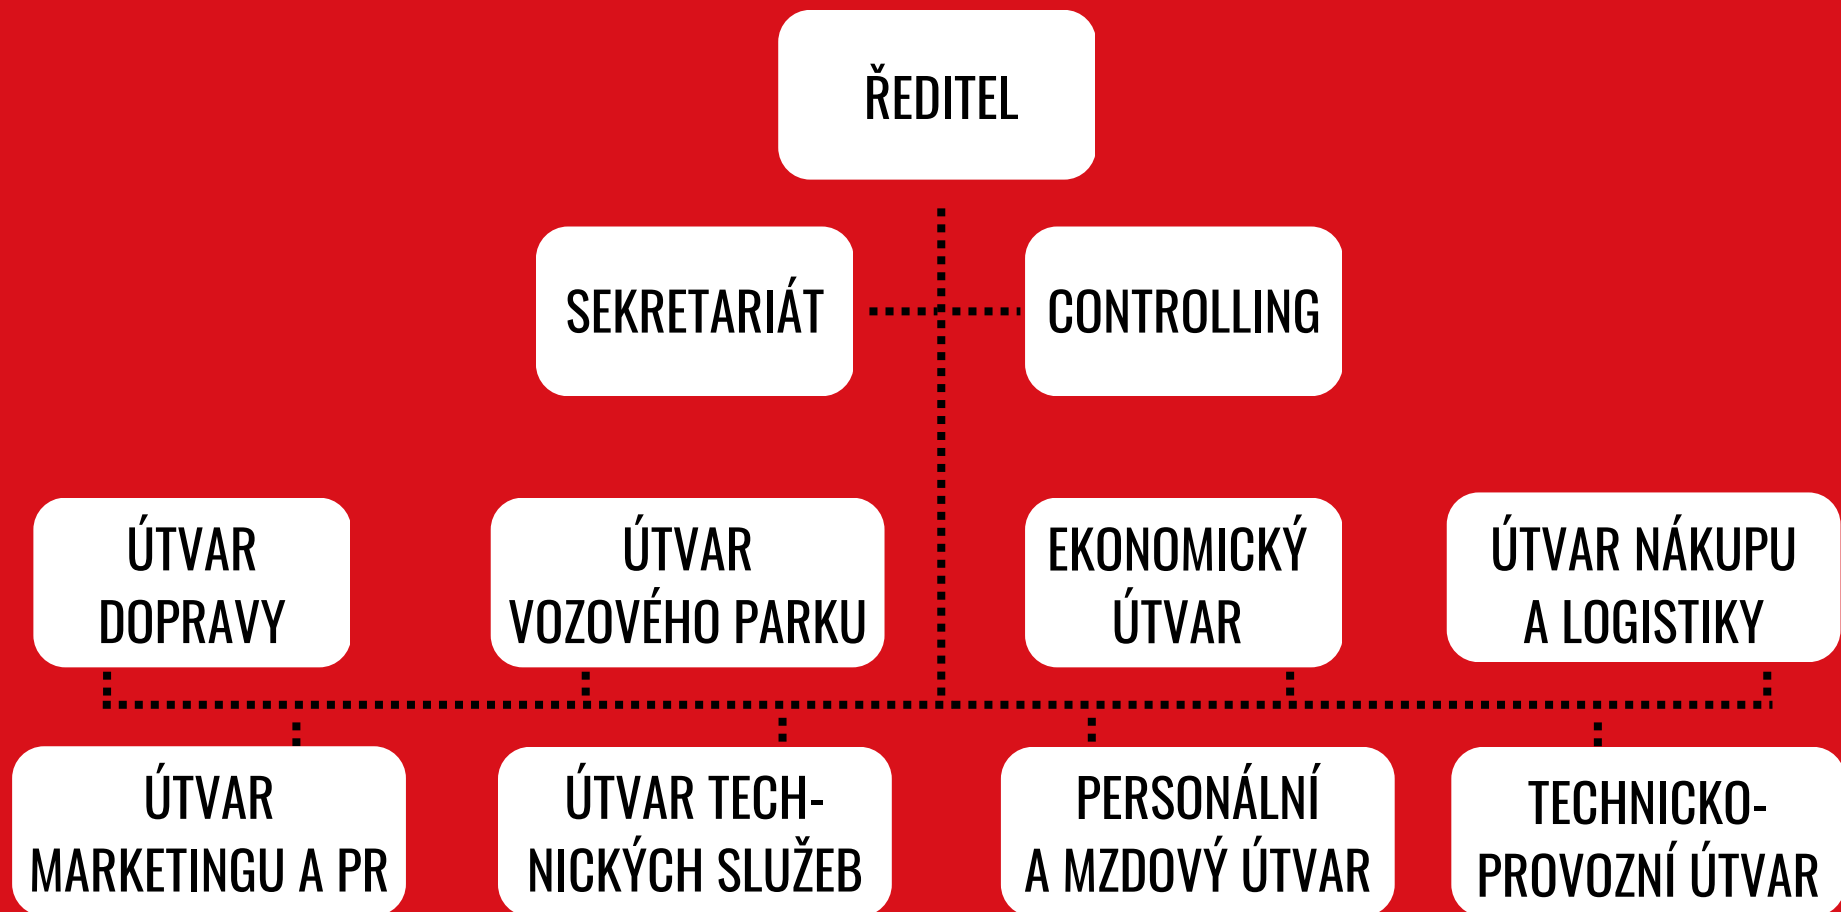 ŘEDITEL
SEKRETARIÁT
CONTROLLING
ÚTVAR
DOPRAVY
ÚTVAR
VOZOVÉHO PARKU
EKONOMICKÝ
ÚTVAR
ÚTVAR NÁKUPU
A LOGISTIKY
ÚTVAR
MARKETINGU A PR
ÚTVAR TECH-
NICKÝCH SLUŽEB
PERSONÁLNÍ
A MZDOVÝ ÚTVAR
TECHNICKO-
PROVOZNÍ ÚTVAR